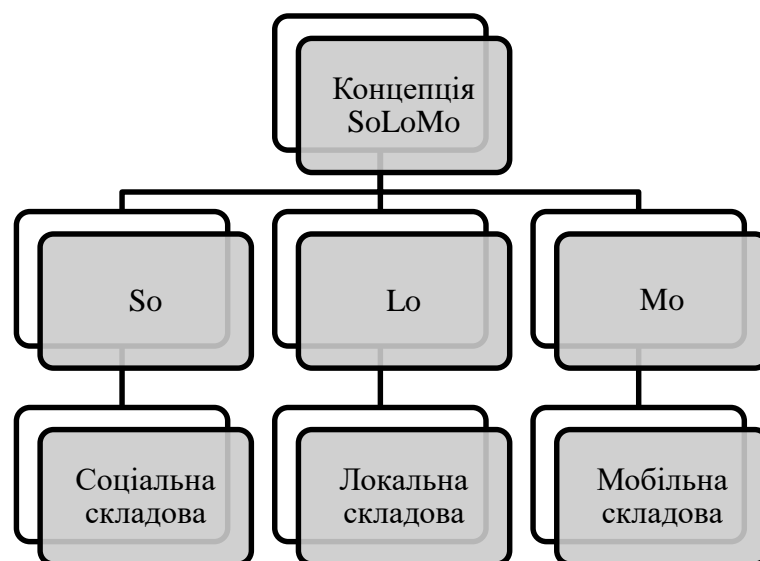 Концепція
SoLoMo
So
Lo
Mo
Соціальна
складова
Локальна
складова
Мобільна
складова